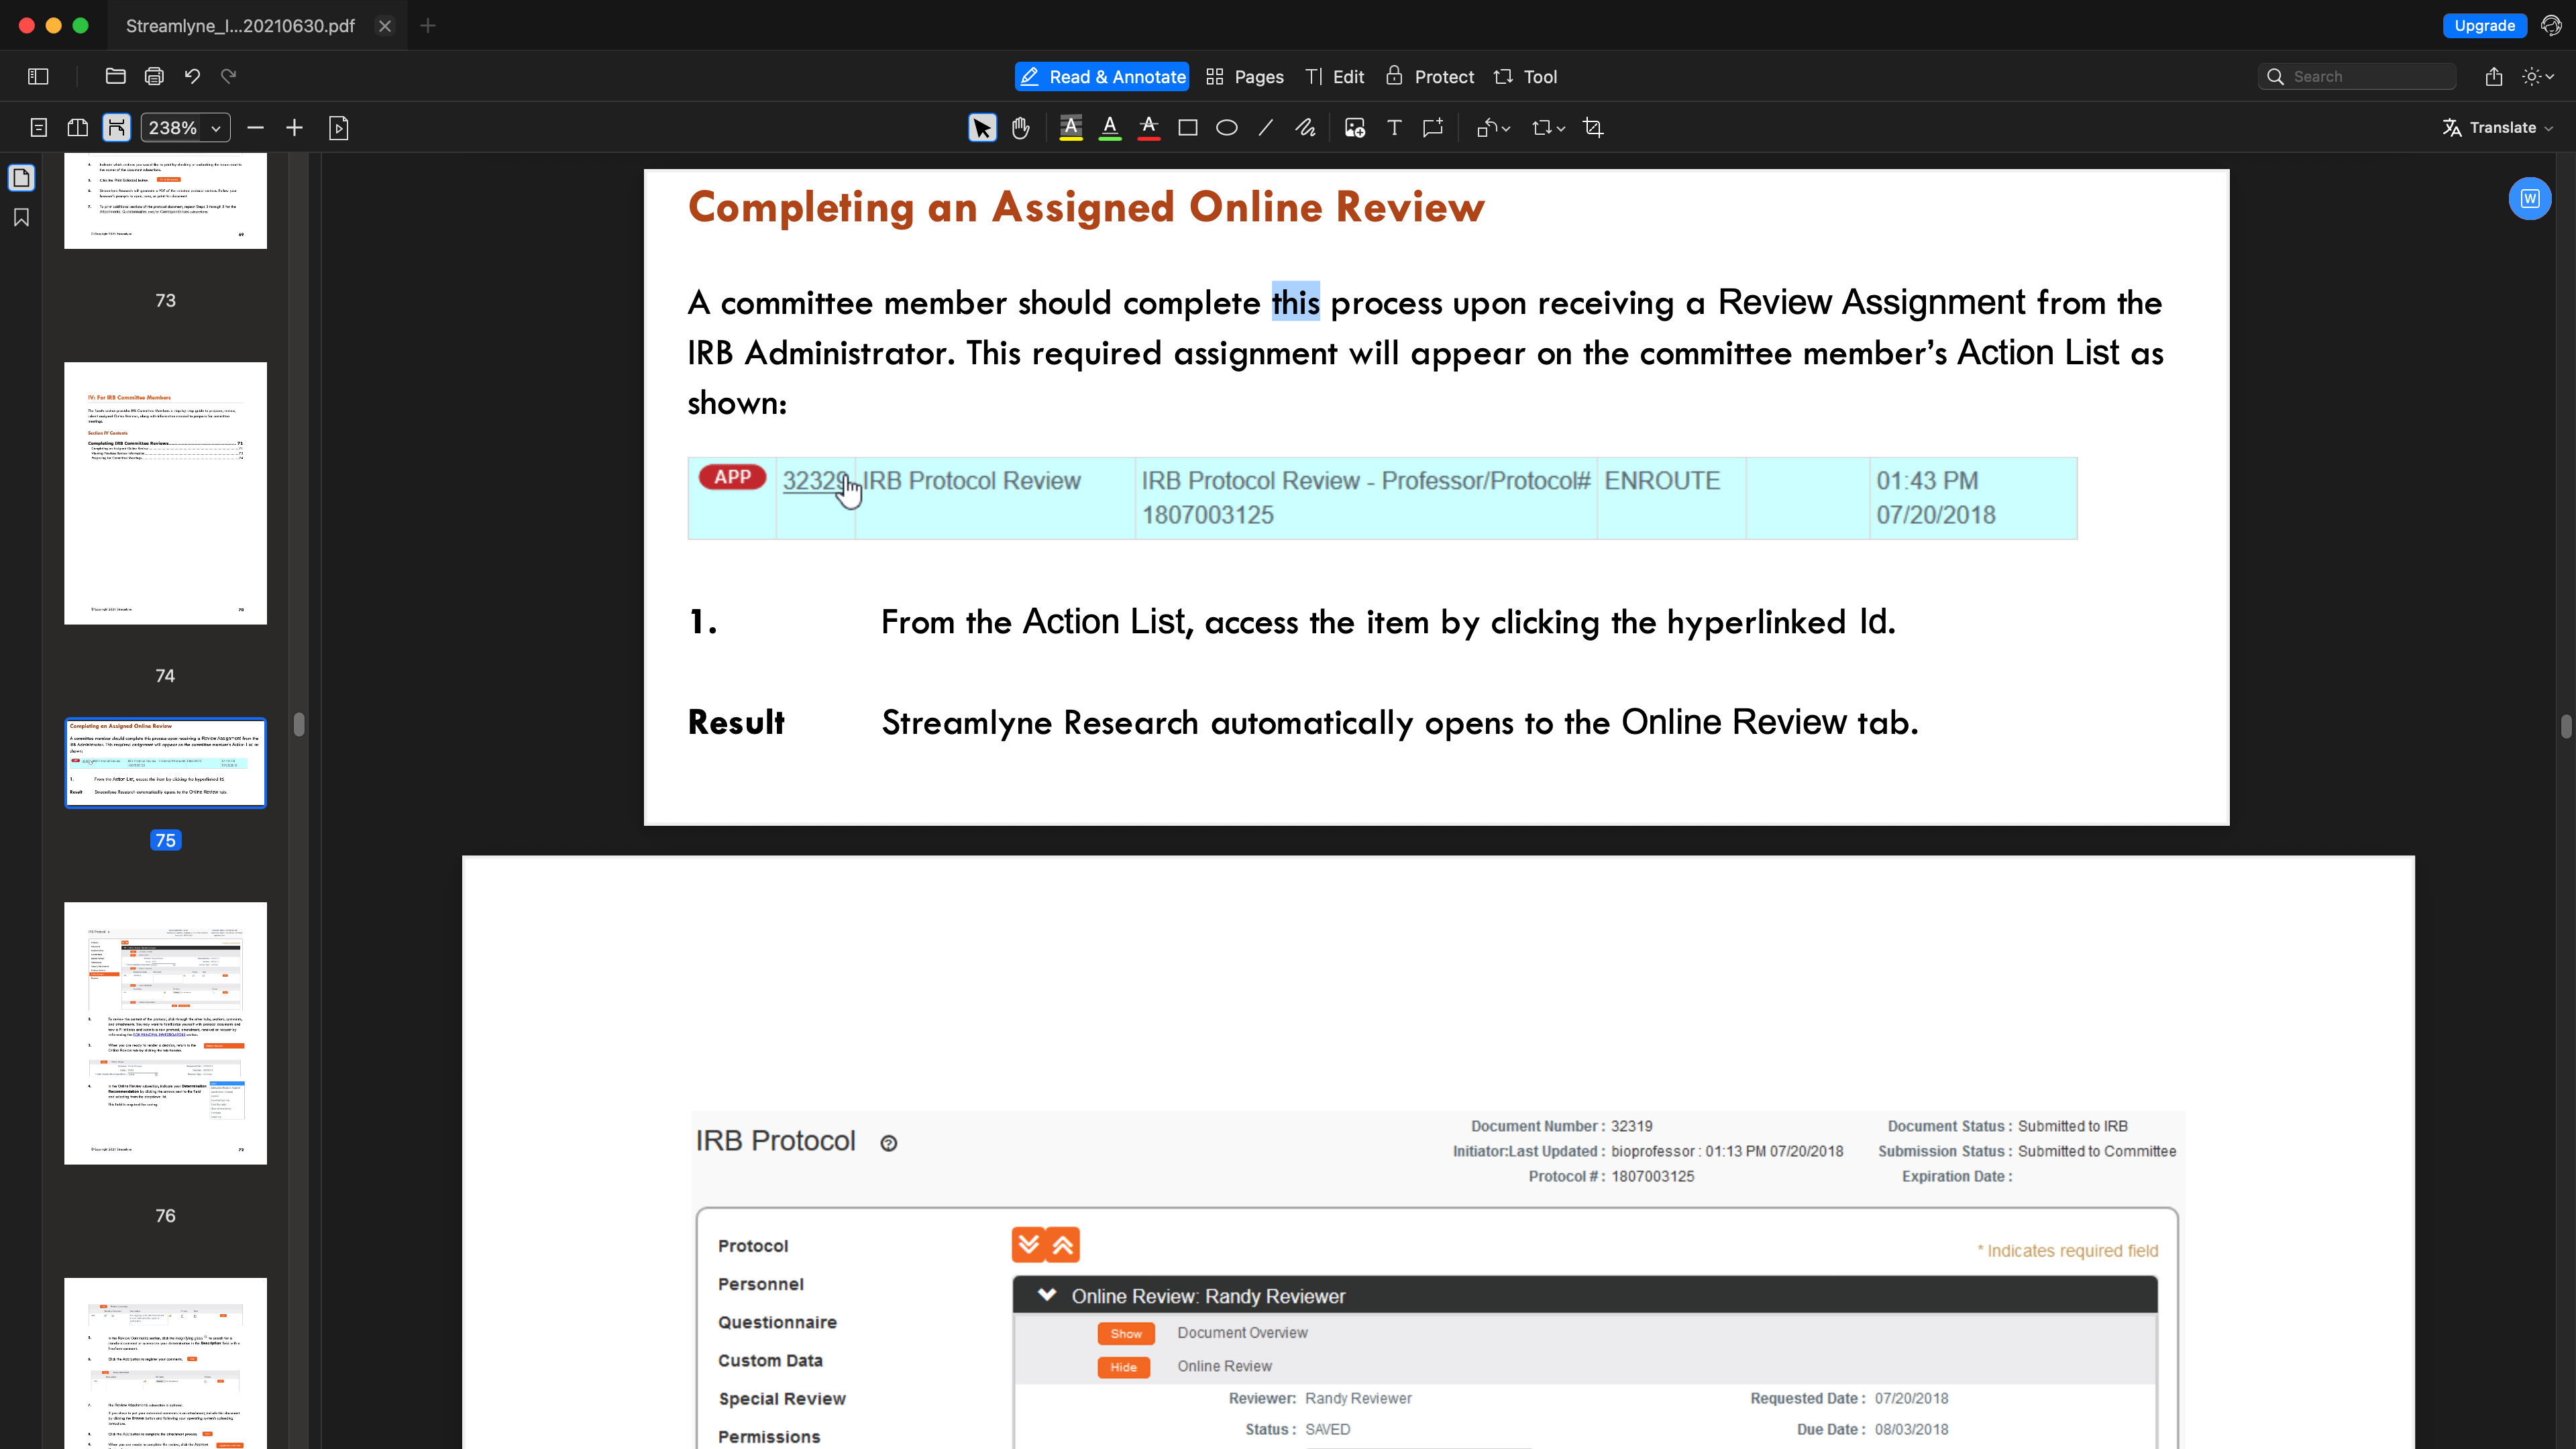 Streamlyne_I...20210630.pdf
Upgrade
Read & Annotate
Pages
Edit
Protect
Tool
Search
238%
Translate
73
IV: For IRB Committee Members
Section IV Contents
74
75
76
Completing an Assigned Online Review
A committee member should complete this process upon receiving a Review Assignment from the
IRB Administrator. This required assignment will appear on the committee member’s Action List as
shown:
APP 32329 IRB Protocol Review IRB Protocol Review - Professor/Protocol# ENROUTE 01:43 PM
1807003125 07/20/2018
1. From the Action List, access the item by clicking the hyperlinked Id.
Result Streamlyne Research automatically opens to the Online Review tab.
IRB Protocol
Document Number : 32319
Initiator:Last Updated : bioprofessor : 01:13 PM 07/20/2018
Protocol # : 1807003125
Document Status : Submitted to IRB
Submission Status : Submitted to Committee
Expiration Date :
Protocol
Personnel
Questionnaire
Custom Data
Special Review
Permissions
* Indicates required field
Online Review: Randy Reviewer
Show Document Overview
Hide Online Review
Reviewer: Randy Reviewer Requested Date : 07/20/2018
Status : SAVED Due Date : 08/03/2018